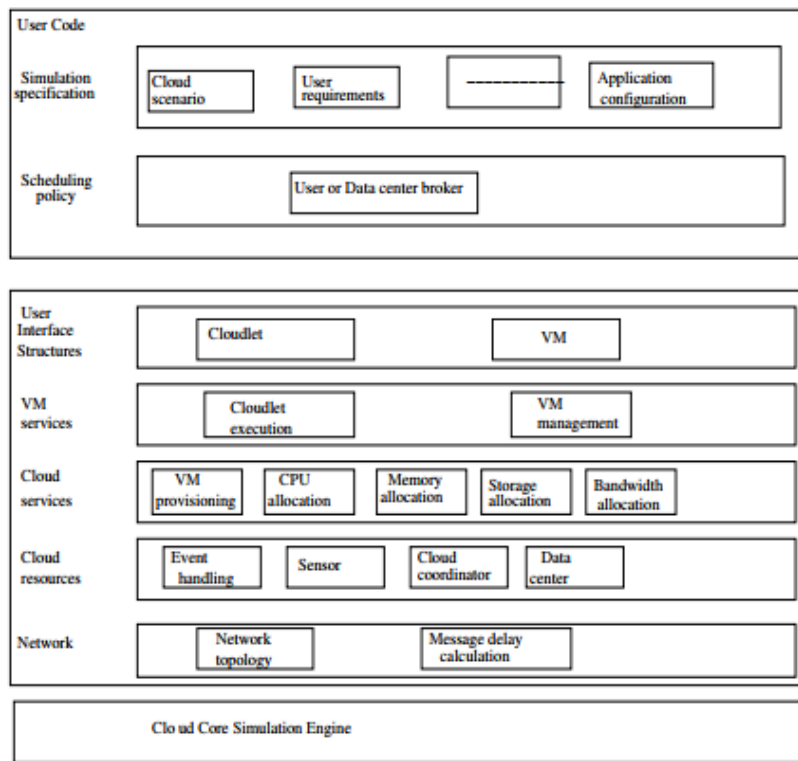 User Code
Simulation
specification
Cloud
scenario
User
requirements
------------
Application
configuration
Scheduling
policy
User or Data center broker
User
Interface
Structures
Cloudlet
VM
VM
services
Cloudlet
execution
VM
management
Cloud
services
VM
provisioning
CPU
allocation
Memory
allocation
Storage
allocation
Bandwidth
allocation
Cloud
resources
Event
handling
Sensor
Cloud
coordinator
Data
center
Network
Network
topology
Message delay
calculation
Clo ud Core Simulation Engine